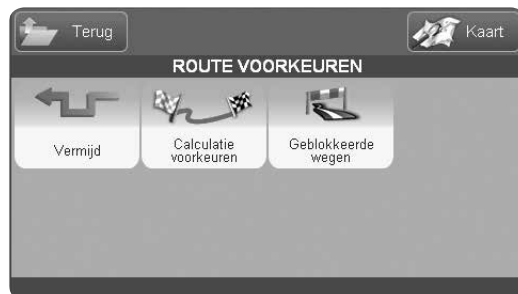 Terug
Kaart
ROUTE VOORKEUREN
Vermijd
Calculatie
voorkeuren
Geblokkeerde
wegen